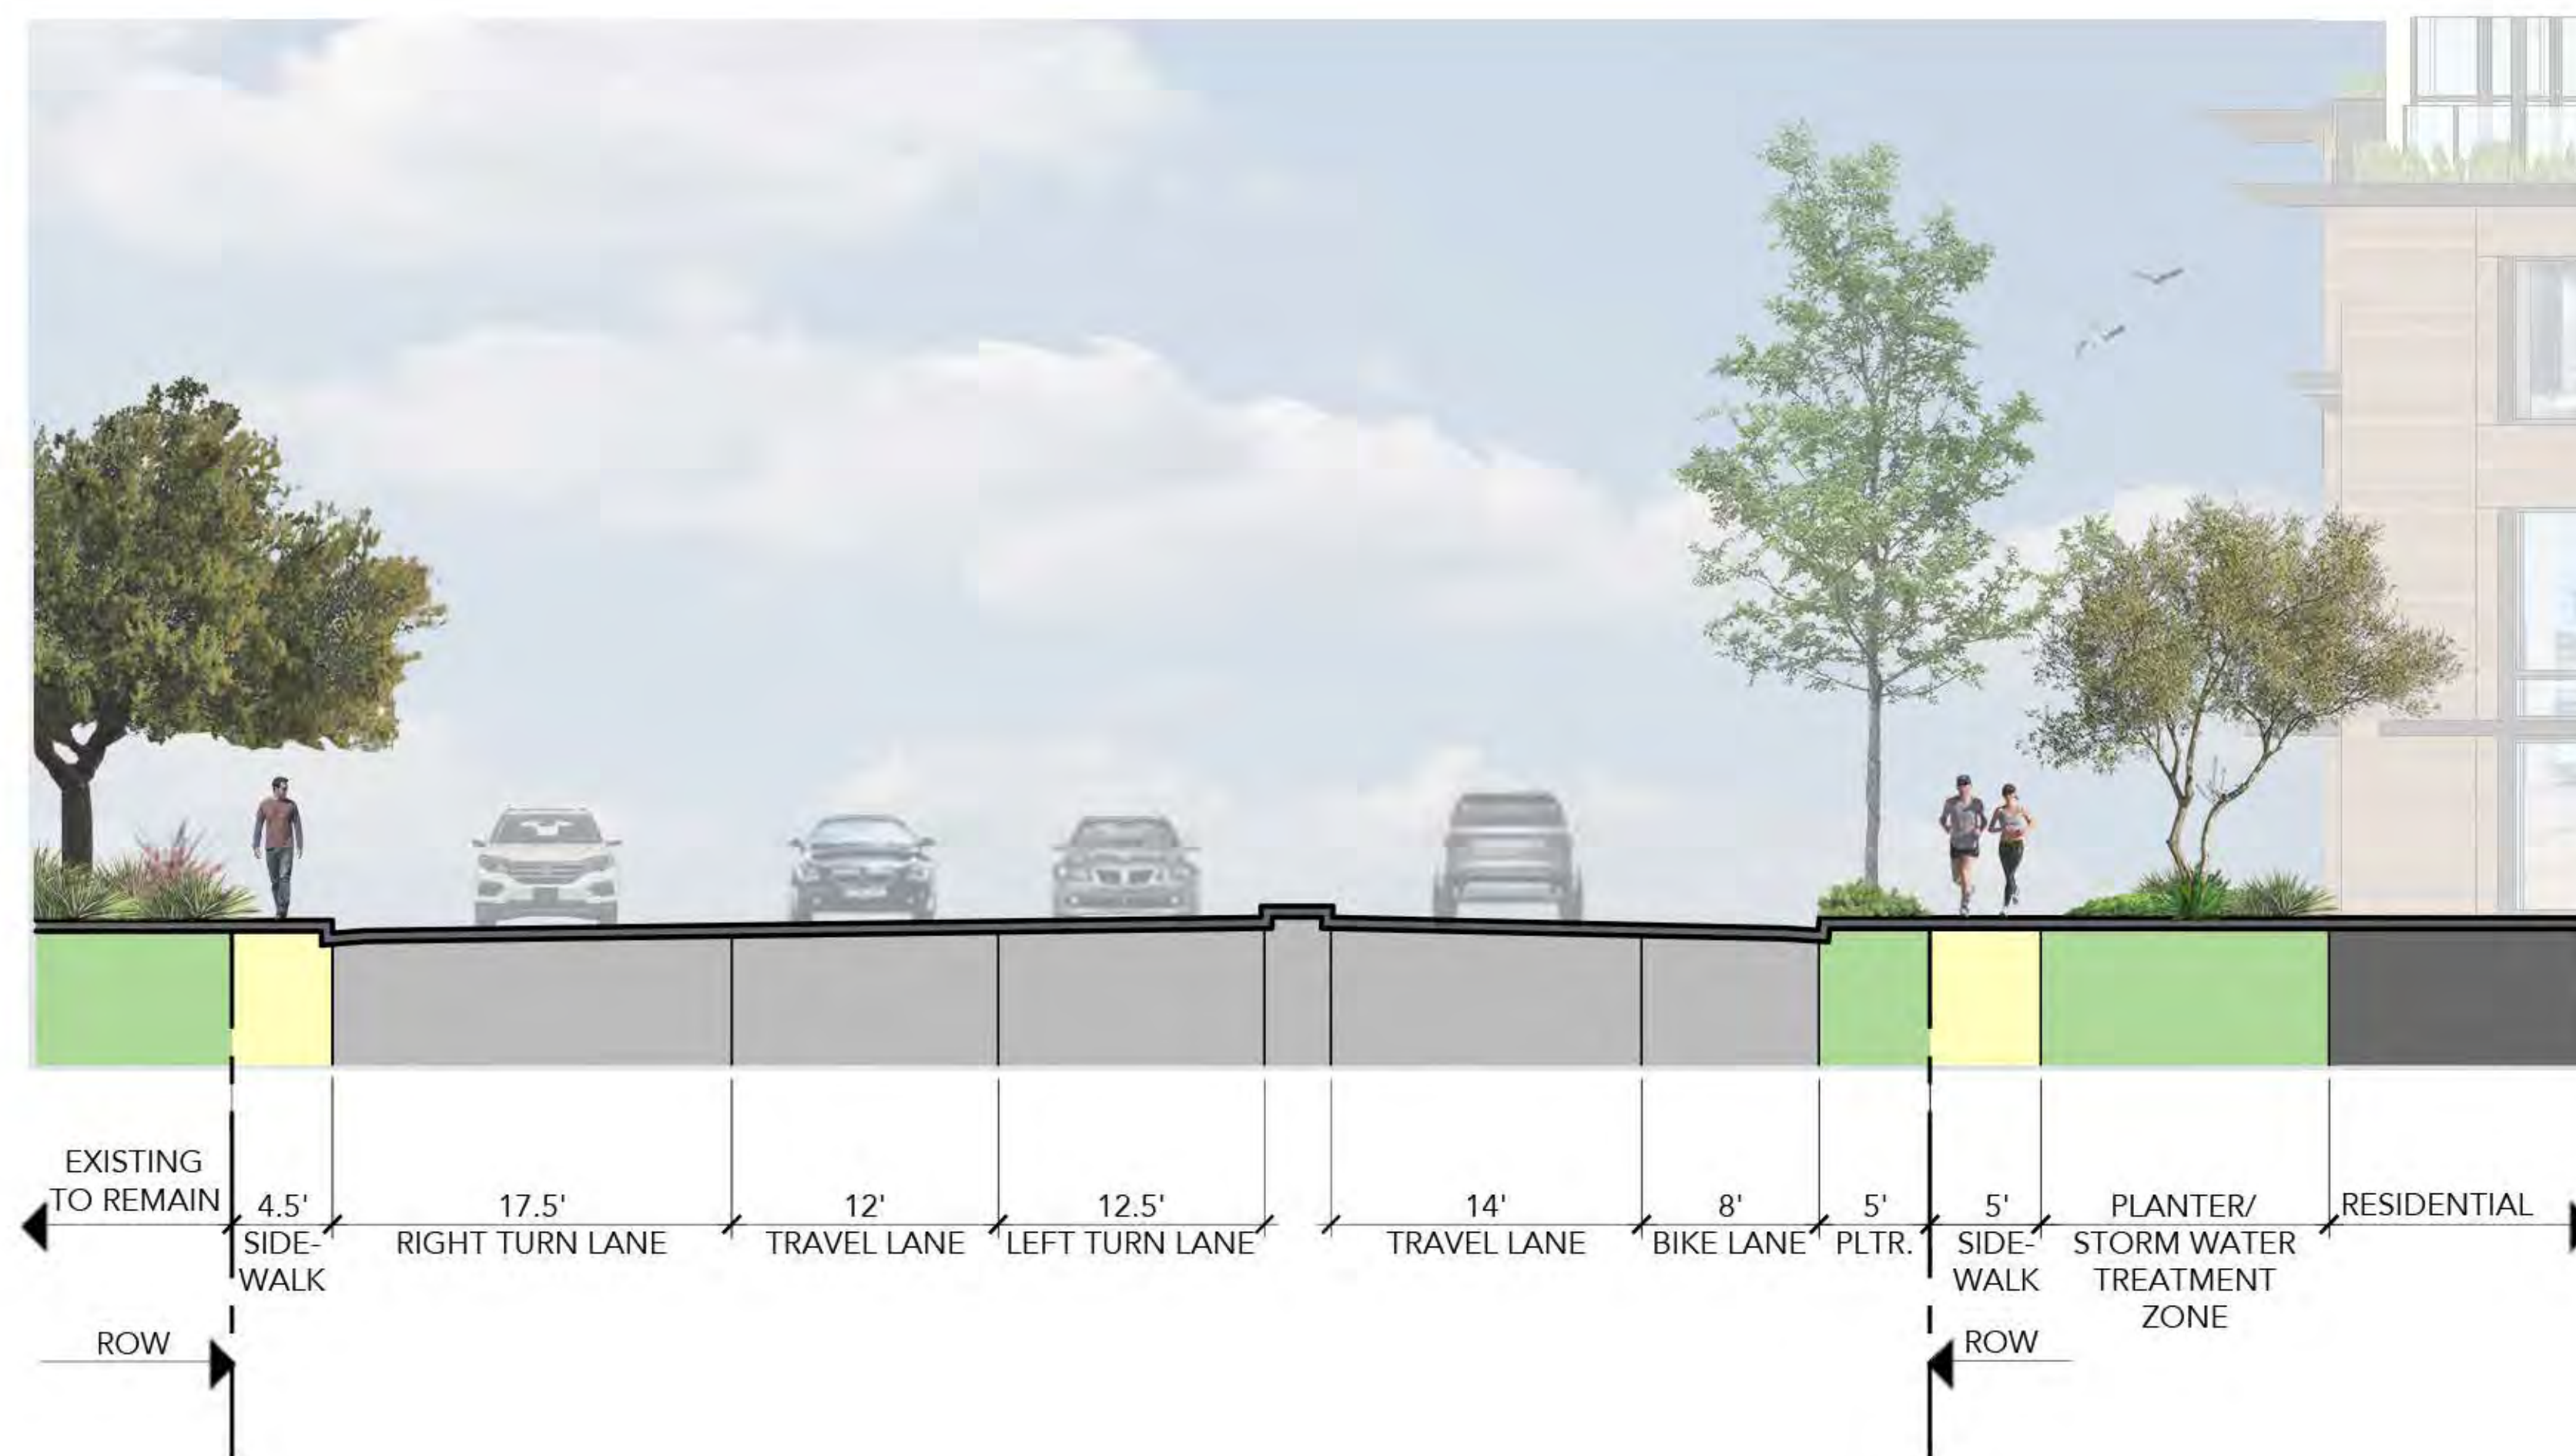 EXISTING
TO REMAIN
4.5'
SIDE-
WALK
17.5'
RIGHT TURN LANE
12'
TRAVEL LANE
12.5'
LEFT TURN LANE
14'
TRAVEL LANE
8'
BIKE LANE
5'
PLTR.
5'
SIDE-
WALK
PLANTER/
STORM WATER
TREATMENT
ZONE
RESIDENTIAL
ROW
ROW